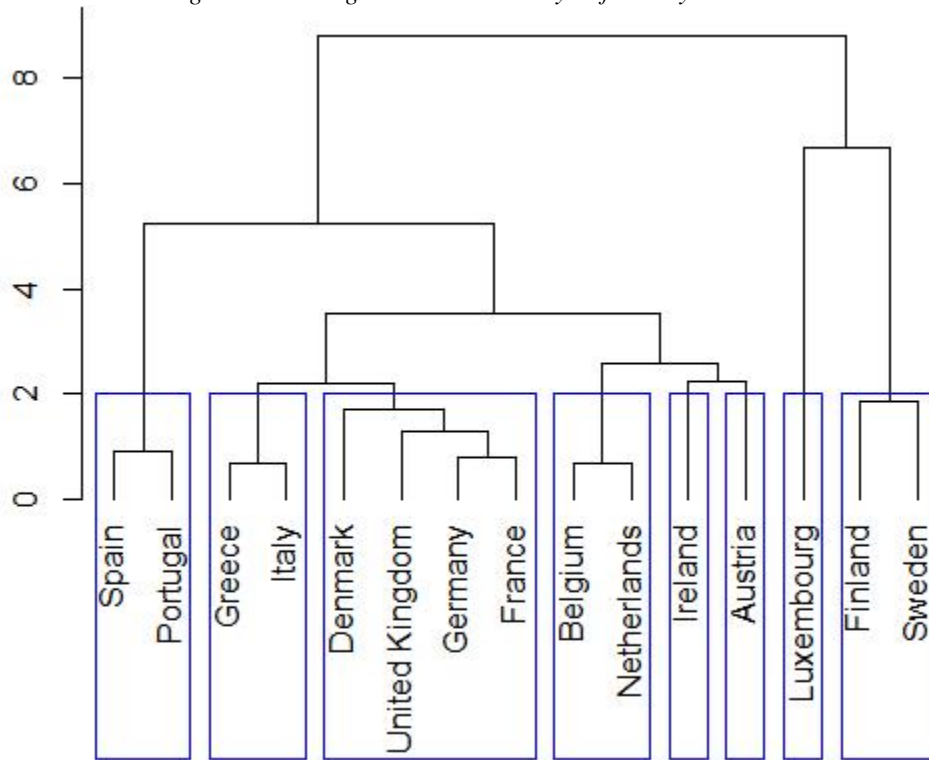 8
6
4
2
0
Spain
Portugal
Greece
Italy
Denmark
United Kingdom
Germany
France
Belgium
Netherlands
Ireland
Austria
Luxembourg
Finland
Sweden